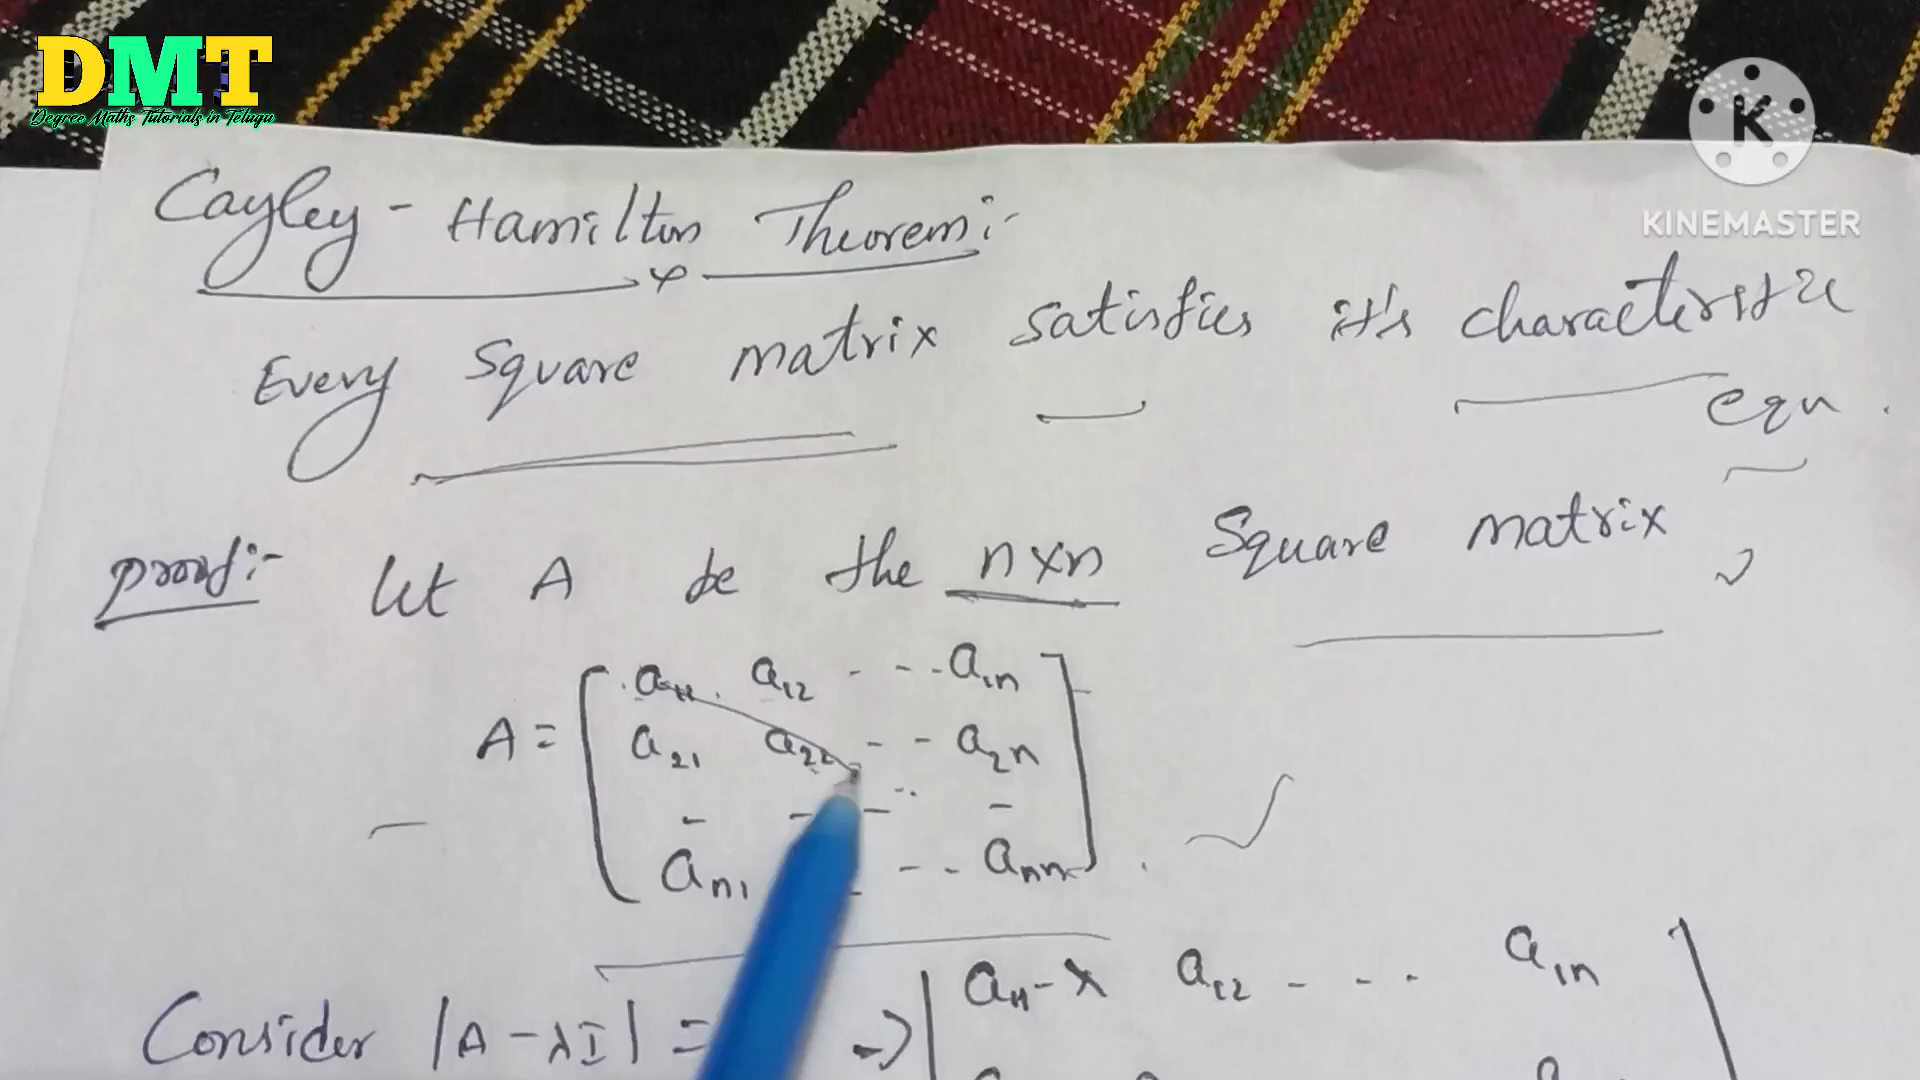 DMT
Degree Maths Tutorials in Telugu
KINEMASTER
Cayley - Hamilton Theorem:-
Every square matrix satisfies it's characteristic
equ.
Proof:- Let A be the n×n Square matrix
A = [ a11 a12 - - - a1n
a21 a22 - - a2n
- - - -
an1 - - - ann ] .
Consider |A - λI| = ⇒ | a11 - λ a12 - - - a1n |